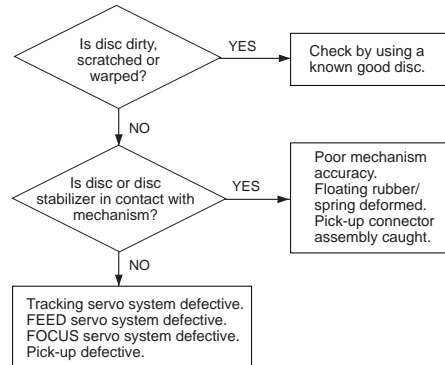 Is disc dirty,
scratched or
warped?
YES
Check by using a
known good disc.
NO
Is disc or disc
stabilizer in contact with
mechanism?
YES
Poor mechanism
accuracy.
Floating rubber/
spring deformed.
Pick-up connector
assembly caught.
NO
Tracking servo system defective.
FEED servo system defective.
FOCUS servo system defective.
Pick-up defective.